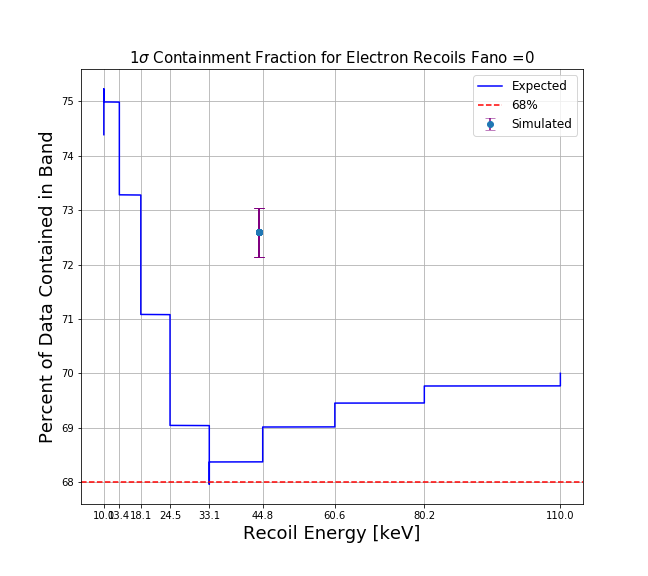 1σ Containment Fraction for Electron Recoils Fano =0
Expected
68%
Simulated
Percent of Data Contained in Band
75
74
73
72
71
70
69
68
10.0 13.4 18.1 24.5 33.1 44.8 60.6 80.2 110.0
Recoil Energy [keV]